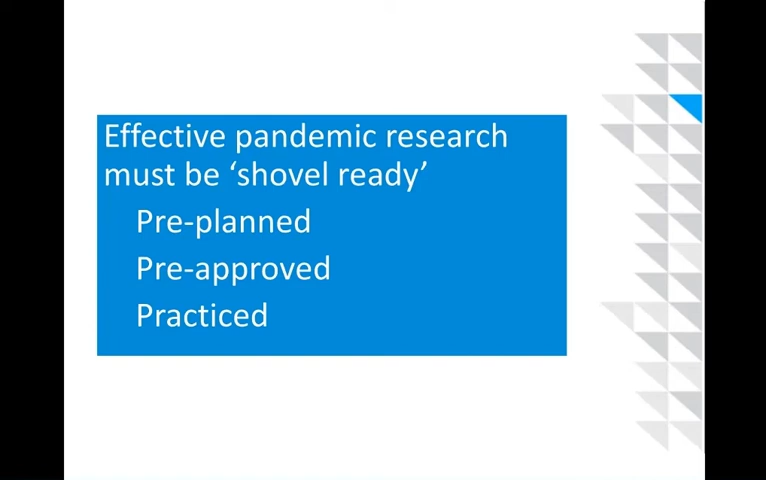 Effective pandemic research
must be ‘shovel ready’
Pre-planned
Pre-approved
Practiced